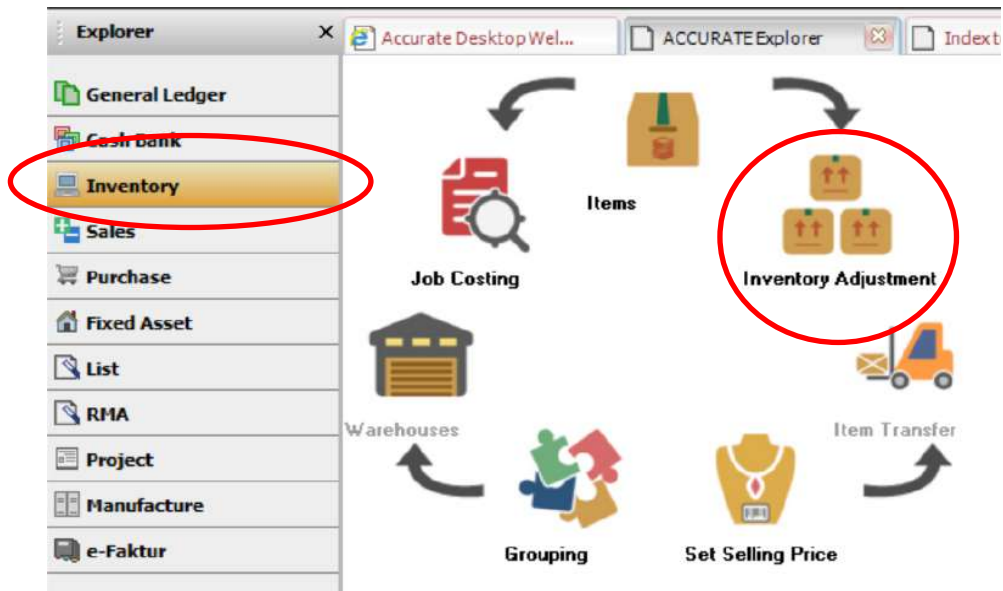 Explorer
Accurate Desktop Wel...
ACCURATE Explorer
Index t
General Ledger
Cash Bank
Inventory
Sales
Purchase
Fixed Asset
List
RMA
Project
Manufacture
e-Faktur
Items
Job Costing
Inventory Adjustment
Warehouses
Item Transfer
Grouping
Set Selling Price